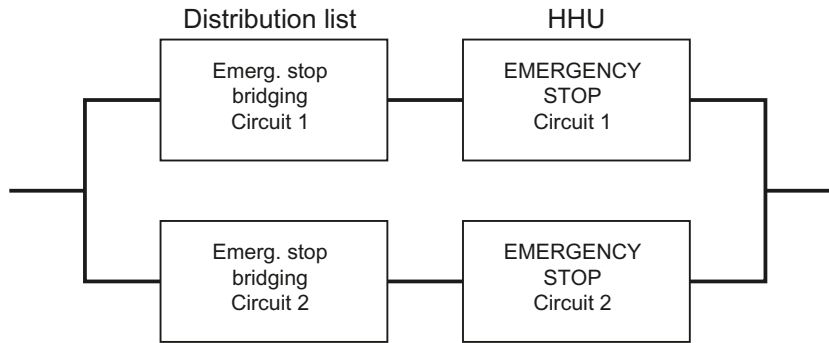 Distribution list
HHU
Emerg. stop
bridging
Circuit 1
EMERGENCY
STOP
Circuit 1
Emerg. stop
bridging
Circuit 2
EMERGENCY
STOP
Circuit 2